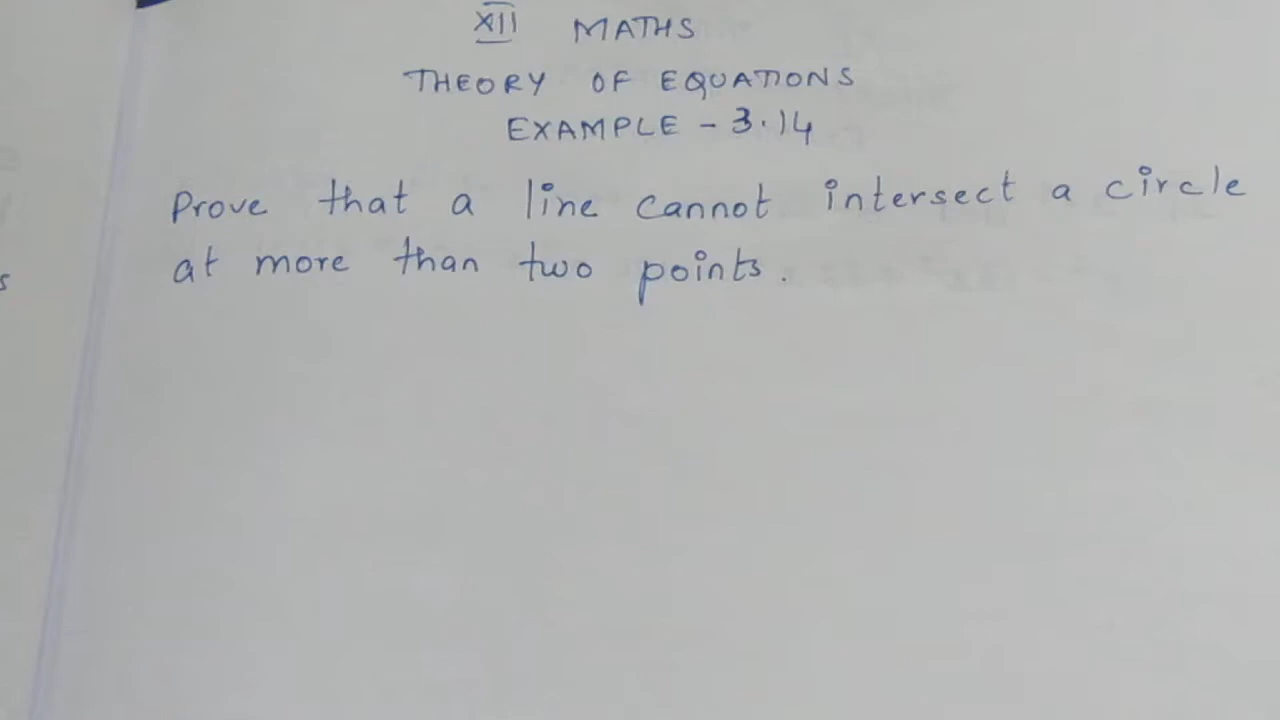 XII MATHS
THEORY OF EQUATIONS
EXAMPLE - 3.14
Prove that a line cannot intersect a circle
at more than two points.
s